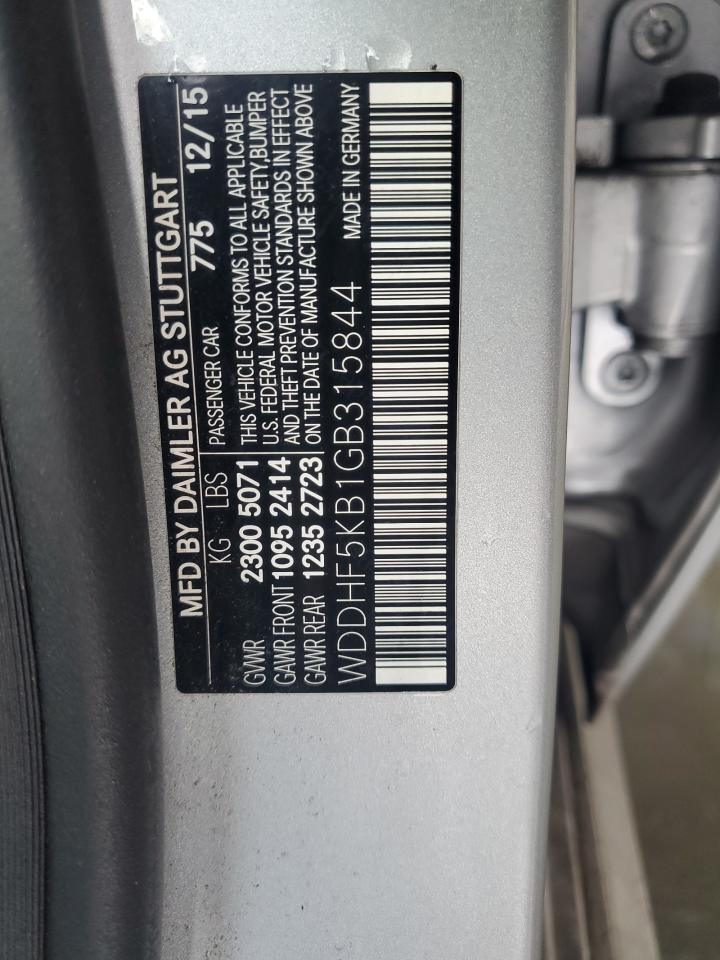 MFD BY DAIMLER AG STUTTGART
775 12/15
KG LBS PASSENGER CAR
GVWR 2300 5071 THIS VEHICLE CONFORMS TO ALL APPLICABLE
U.S. FEDERAL MOTOR VEHICLE SAFETY,BUMPER
GAWR FRONT 1095 2414 AND THEFT PREVENTION STANDARDS IN EFFECT
GAWR REAR 1235 2723 ON THE DATE OF MANUFACTURE SHOWN ABOVE
WDDHF5KB1GB315844 MADE IN GERMANY